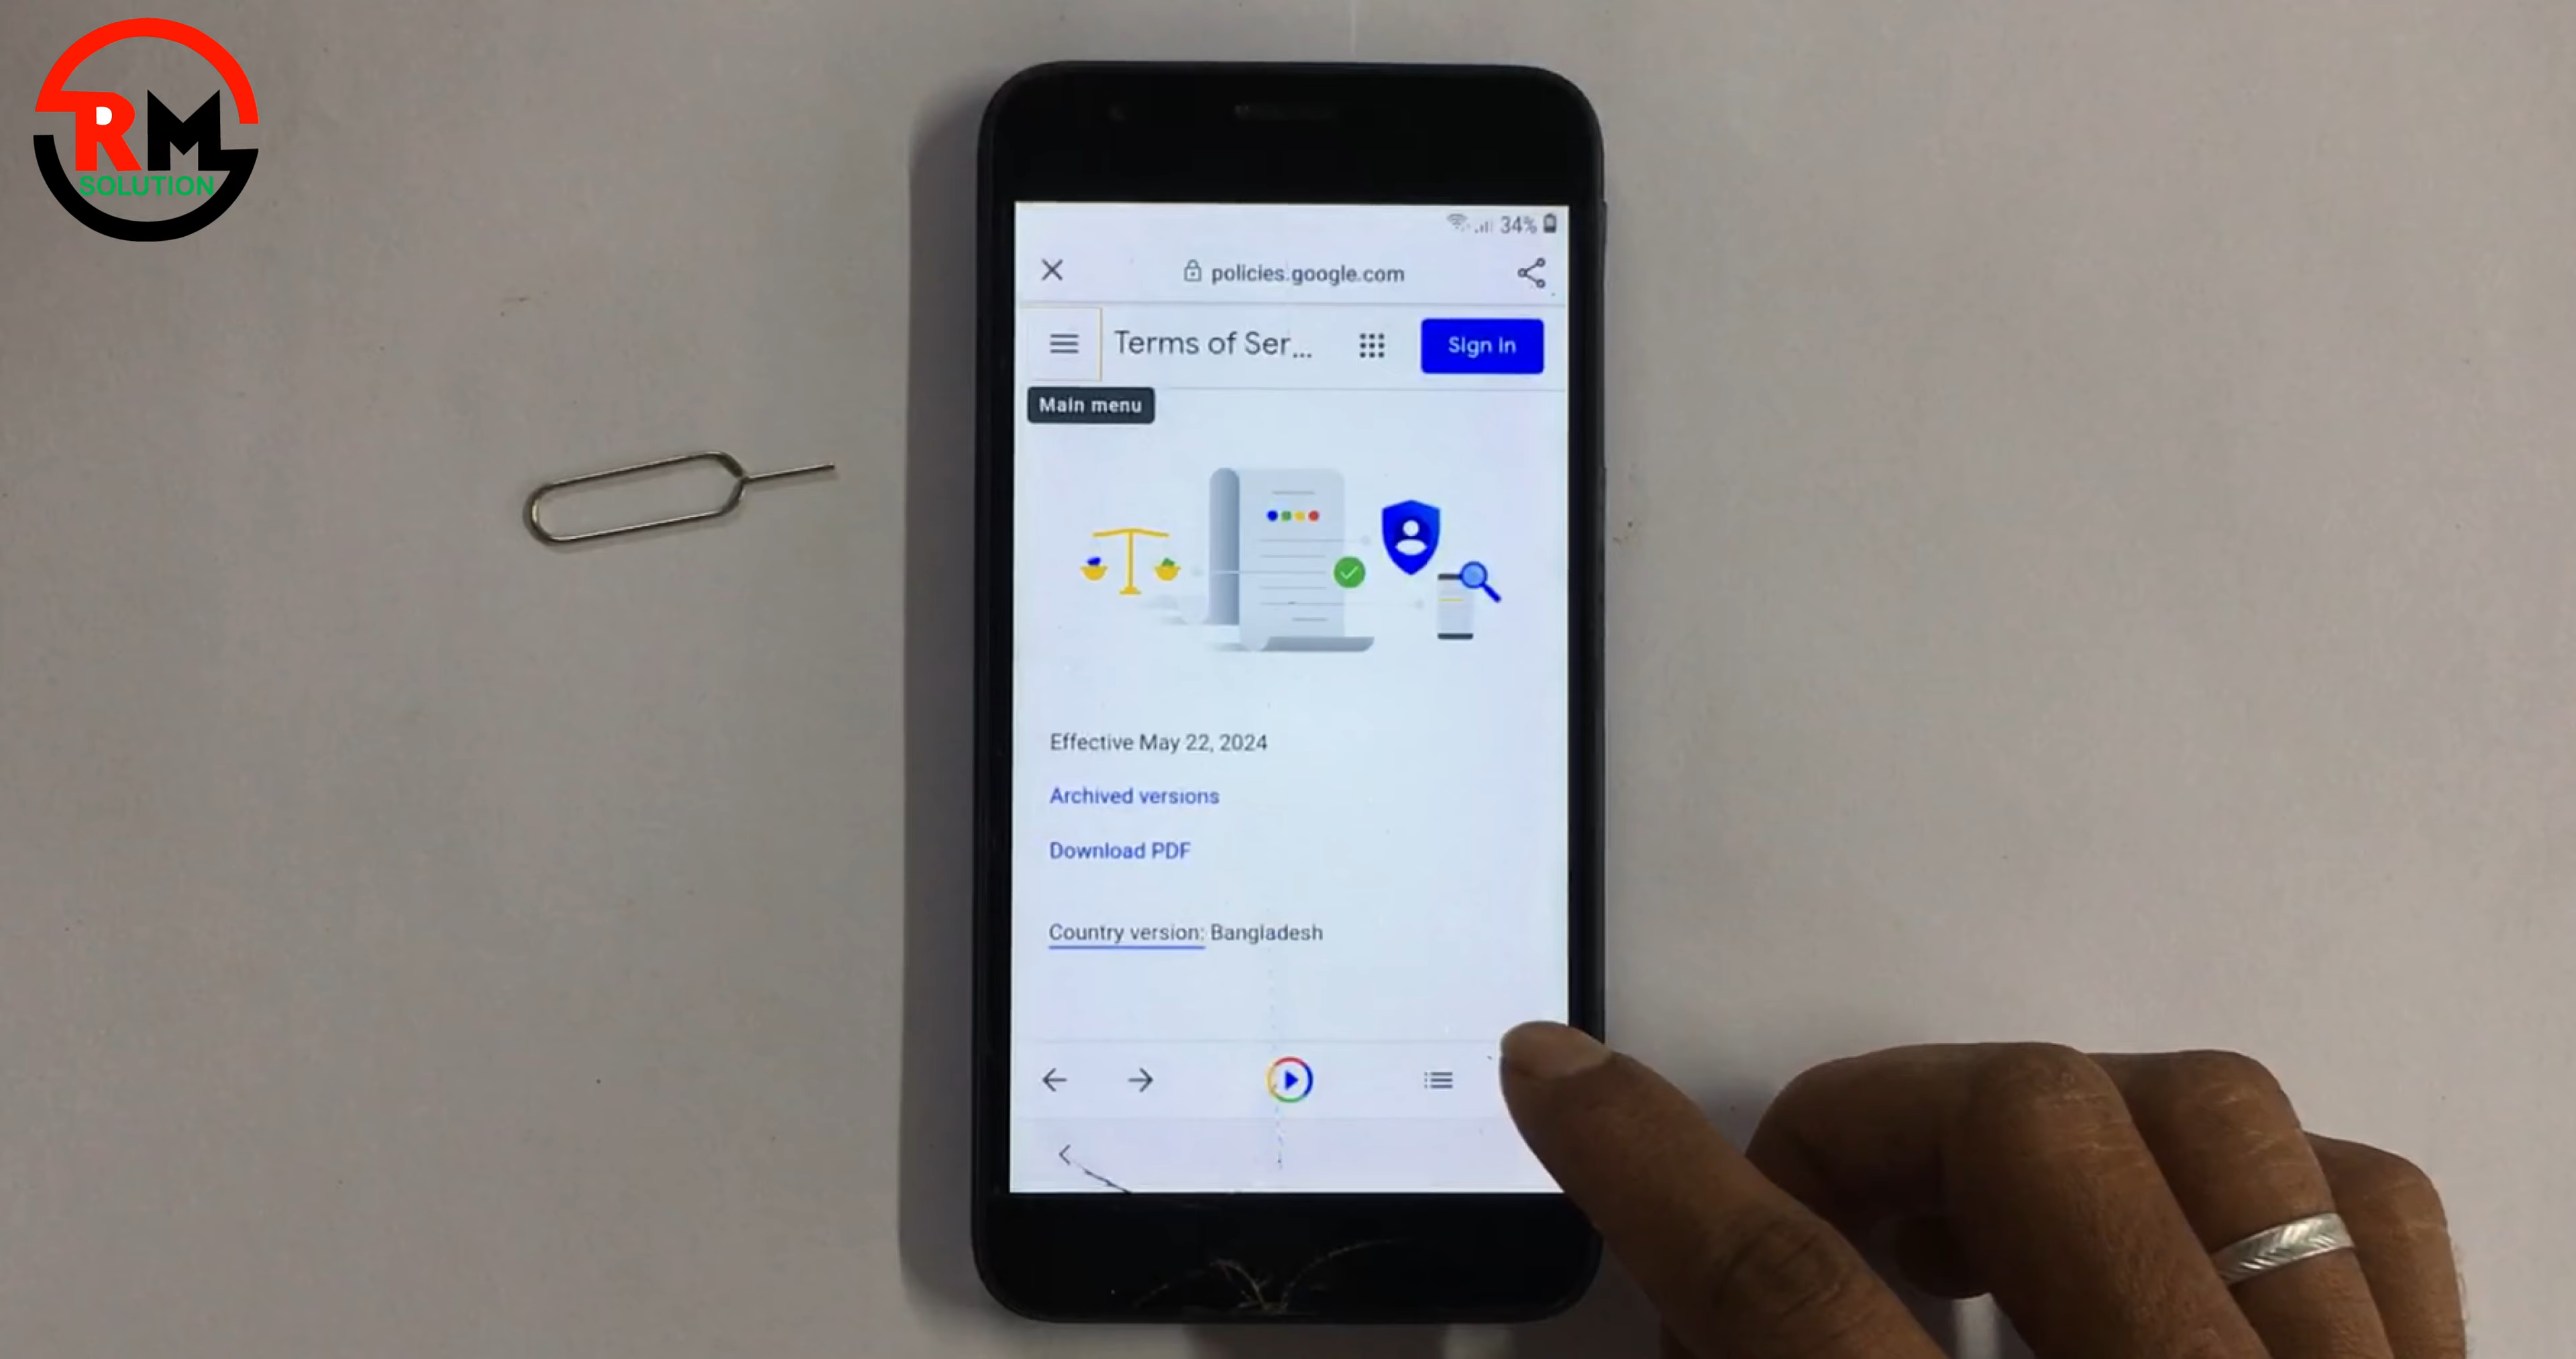 RM
SOLUTION
34%
policies.google.com
Terms of Ser...
Sign in
Main menu
Effective May 22, 2024
Archived versions
Download PDF
Country version: Bangladesh